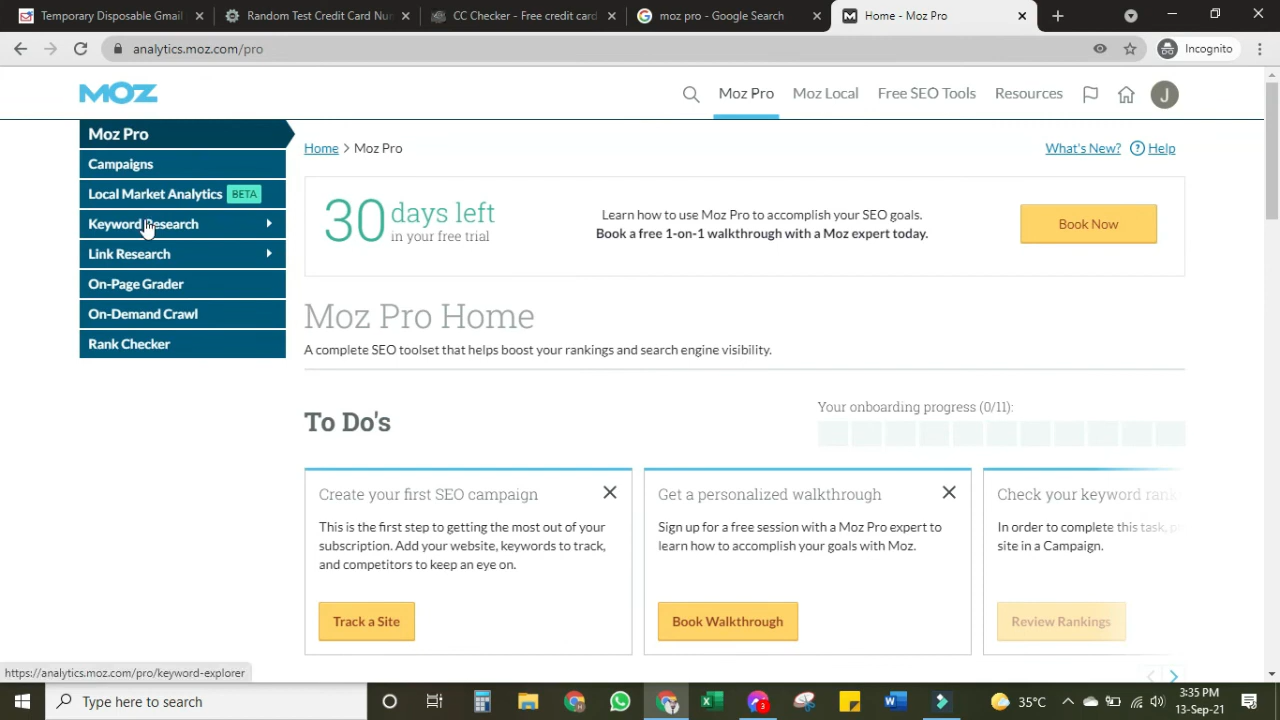 Temporary Disposable Gmail
Random Test Credit Card Nur
CC Checker - Free credit card
moz pro - Google Search
Home - Moz Pro
analytics.moz.com/pro
Incognito
MOZ
Moz Pro
Moz Local
Free SEO Tools
Resources
J
Moz Pro
Campaigns
Local Market Analytics BETA
Keyword Research
Link Research
On-Page Grader
On-Demand Crawl
Rank Checker
Home > Moz Pro
What's New?
? Help
30 days left
in your free trial
Learn how to use Moz Pro to accomplish your SEO goals.
Book a free 1-on-1 walkthrough with a Moz expert today.
Book Now
Moz Pro Home
A complete SEO toolset that helps boost your rankings and search engine visibility.
To Do's
Your onboarding progress (0/11):
Create your first SEO campaign
This is the first step to getting the most out of your
subscription. Add your website, keywords to track,
and competitors to keep an eye on.
Track a Site
Get a personalized walkthrough
Sign up for a free session with a Moz Pro expert to
learn how to accomplish your goals with Moz.
Book Walkthrough
Check your keyword rank
In order to complete this task,
site in a Campaign.
Review Rankings
https://analytics.moz.com/pro/keyword-explorer
Type here to search
3
35°C
3:35 PM
13-Sep-21